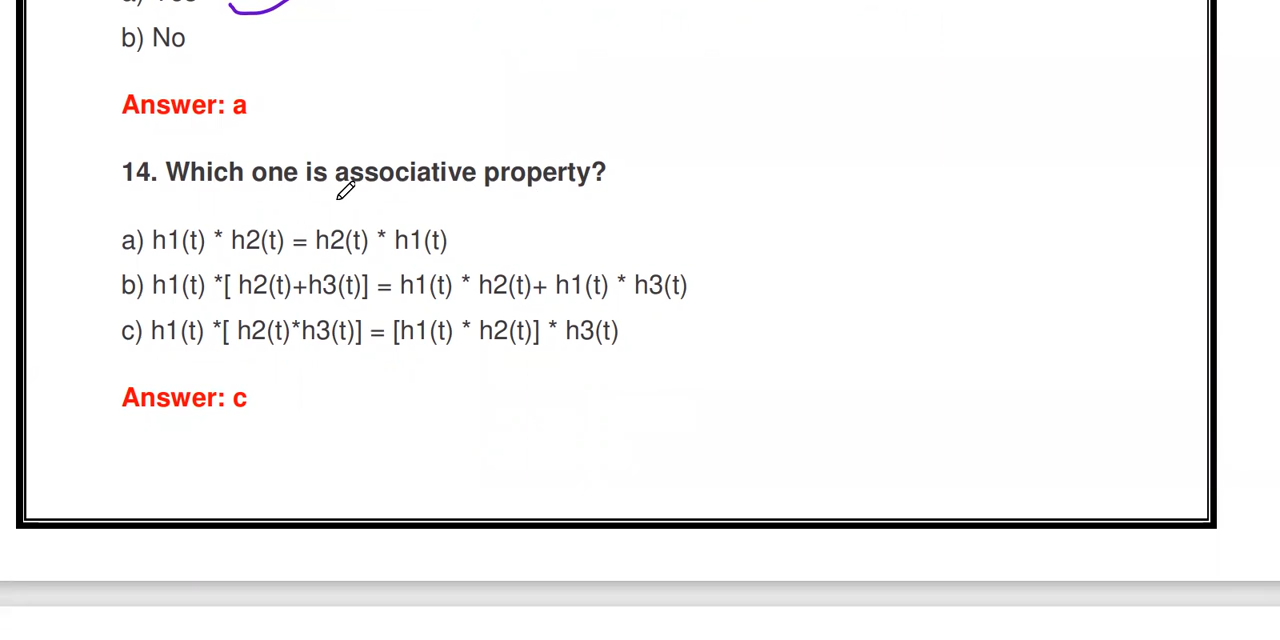 b) No
Answer: a
14. Which one is associative property?
a) h1(t) * h2(t) = h2(t) * h1(t)
b) h1(t) *[ h2(t)+h3(t)] = h1(t) * h2(t)+ h1(t) * h3(t)
c) h1(t) *[ h2(t)*h3(t)] = [h1(t) * h2(t)] * h3(t)
Answer: c